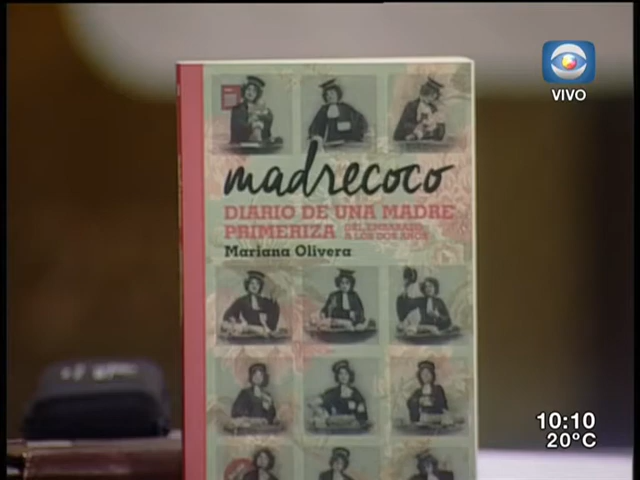 VIVO
madrecoco
DIARIO DE UNA MADRE
PRIMERIZA DEL EMBARAZO
A LOS DOS AÑOS
Mariana Olivera
10:10
20°C